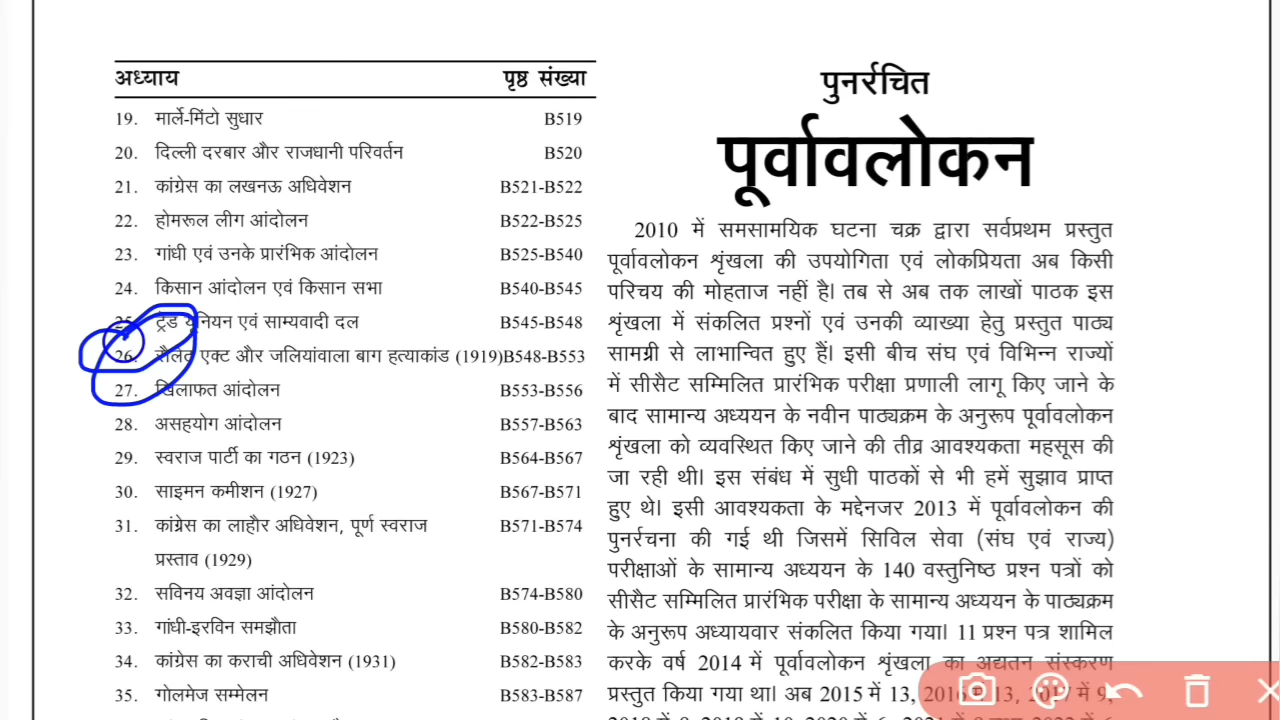 अध्याय पृष्ठ संख्या
19. मार्ले-मिंटो सुधार B519
20. दिल्ली दरबार और राजधानी परिवर्तन B520
21. कांग्रेस का लखनऊ अधिवेशन B521-B522
22. होमरूल लीग आंदोलन B522-B525
23. गांधी एवं उनके प्रारंभिक आंदोलन B525-B540
24. किसान आंदोलन एवं किसान सभा B540-B545
25. ट्रेड यूनियन एवं साम्यवादी दल B545-B548
26. रौलेट एक्ट और जलियांवाला बाग हत्याकांड (1919)B548-B553
27. खिलाफत आंदोलन B553-B556
28. असहयोग आंदोलन B557-B563
29. स्वराज पार्टी का गठन (1923) B564-B567
30. साइमन कमीशन (1927) B567-B571
31. कांग्रेस का लाहौर अधिवेशन, पूर्ण स्वराज B571-B574
प्रस्ताव (1929)
32. सविनय अवज्ञा आंदोलन B574-B580
33. गांधी-इरविन समझौता B580-B582
34. कांग्रेस का कराची अधिवेशन (1931) B582-B583
35. गोलमेज सम्मेलन B583-B587
पुनर्रचित
पूर्वावलोकन
2010 में समसामयिक घटना चक्र द्वारा सर्वप्रथम प्रस्तुत
पूर्वावलोकन शृंखला की उपयोगिता एवं लोकप्रियता अब किसी
परिचय की मोहताज नहीं है। तब से अब तक लाखों पाठक इस
शृंखला में संकलित प्रश्नों एवं उनकी व्याख्या हेतु प्रस्तुत पाठ्य
सामग्री से लाभान्वित हुए हैं। इसी बीच संघ एवं विभिन्न राज्यों
में सीसैट सम्मिलित प्रारंभिक परीक्षा प्रणाली लागू किए जाने के
बाद सामान्य अध्ययन के नवीन पाठ्यक्रम के अनुरूप पूर्वावलोकन
शृंखला को व्यवस्थित किए जाने की तीव्र आवश्यकता महसूस की
जा रही थी। इस संबंध में सुधी पाठकों से भी हमें सुझाव प्राप्त
हुए थे। इसी आवश्यकता के मद्देनजर 2013 में पूर्वावलोकन की
पुनर्रचना की गई थी जिसमें सिविल सेवा (संघ एवं राज्य)
परीक्षाओं के सामान्य अध्ययन के 140 वस्तुनिष्ठ प्रश्न पत्रों को
सीसैट सम्मिलित प्रारंभिक परीक्षा के सामान्य अध्ययन के पाठ्यक्रम
के अनुरूप अध्यायवार संकलित किया गया। 11 प्रश्न पत्र शामिल
करके वर्ष 2014 में पूर्वावलोकन शृंखला का अद्यतन संस्करण
प्रस्तुत किया गया था। अब 2015 में 13, 2016 में 13, 2017 में 9,